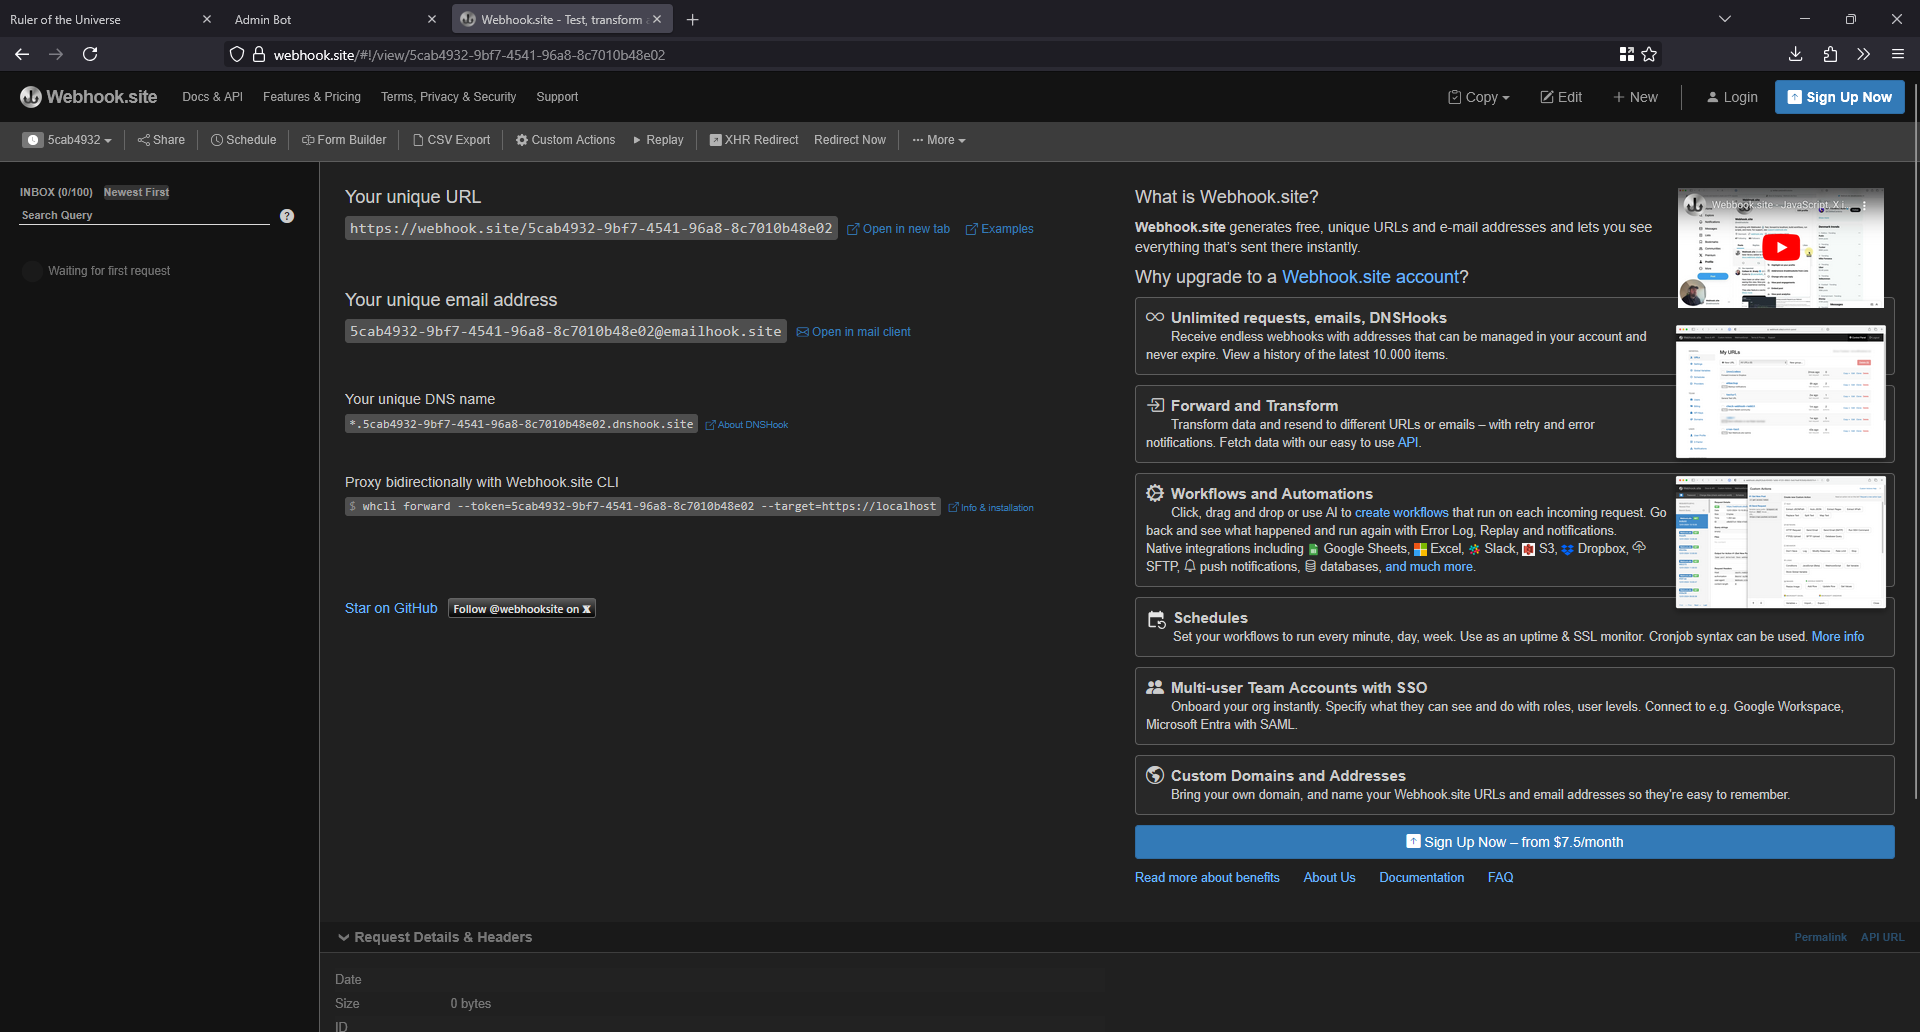 Ruler of the Universe
Admin Bot
Webhook.site - Test, transform
webhook.site/#!/view/5cab4932-9bf7-4541-96a8-8c7010b48e02
Webhook.site Docs & API Features & Pricing Terms, Privacy & Security Support Copy Edit + New Login Sign Up Now
5cab4932 Share Schedule Form Builder CSV Export Custom Actions Replay XHR Redirect Redirect Now ... More
INBOX (0/100) Newest First
Search Query ?
Waiting for first request
Your unique URL
https://webhook.site/5cab4932-9bf7-4541-96a8-8c7010b48e02 Open in new tab Examples
Your unique email address
5cab4932-9bf7-4541-96a8-8c7010b48e02@emailhook.site Open in mail client
Your unique DNS name
*.5cab4932-9bf7-4541-96a8-8c7010b48e02.dnshook.site About DNSHook
Proxy bidirectionally with Webhook.site CLI
$ whcli forward --token=5cab4932-9bf7-4541-96a8-8c7010b48e02 --target=https://localhost Info & installation
Star on GitHub Follow @webhooksite on X
What is Webhook.site?
Webhook.site generates free, unique URLs and e-mail addresses and lets you see
everything that's sent there instantly.
Why upgrade to a Webhook.site account?
Webhook.site - JavaScript, X i...
Unlimited requests, emails, DNSHooks
Receive endless webhooks with addresses that can be managed in your account and
never expire. View a history of the latest 10.000 items.
My URLs
Forward and Transform
Transform data and resend to different URLs or emails – with retry and error
notifications. Fetch data with our easy to use API.
Workflows and Automations
Click, drag and drop or use AI to create workflows that run on each incoming request. Go
back and see what happened and run again with Error Log, Replay and notifications.
Native integrations including Google Sheets, Excel, Slack, S3, Dropbox,
SFTP, push notifications, databases, and much more.
Schedules
Set your workflows to run every minute, day, week. Use as an uptime & SSL monitor. Cronjob syntax can be used. More info
Multi-user Team Accounts with SSO
Onboard your org instantly. Specify what they can see and do with roles, user levels. Connect to e.g. Google Workspace,
Microsoft Entra with SAML.
Custom Domains and Addresses
Bring your own domain, and name your Webhook.site URLs and email addresses so they're easy to remember.
Sign Up Now – from $7.5/month
Read more about benefits About Us Documentation FAQ
Request Details & Headers Permalink API URL
Date
Size 0 bytes
ID